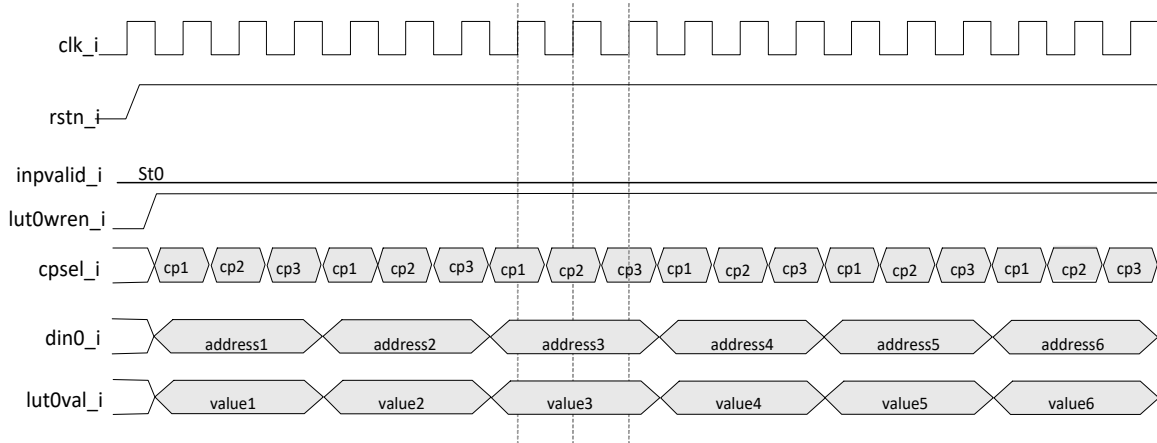 clk_i
rstn_i
inpvalid_i St0
lut0wren_i
cpsel_i cp1 cp2 cp3 cp1 cp2 cp3 cp1 cp2 cp3 cp1 cp2 cp3 cp1 cp2 cp3 cp1 cp2 cp3
din0_i address1 address2 address3 address4 address5 address6
lut0val_i value1 value2 value3 value4 value5 value6